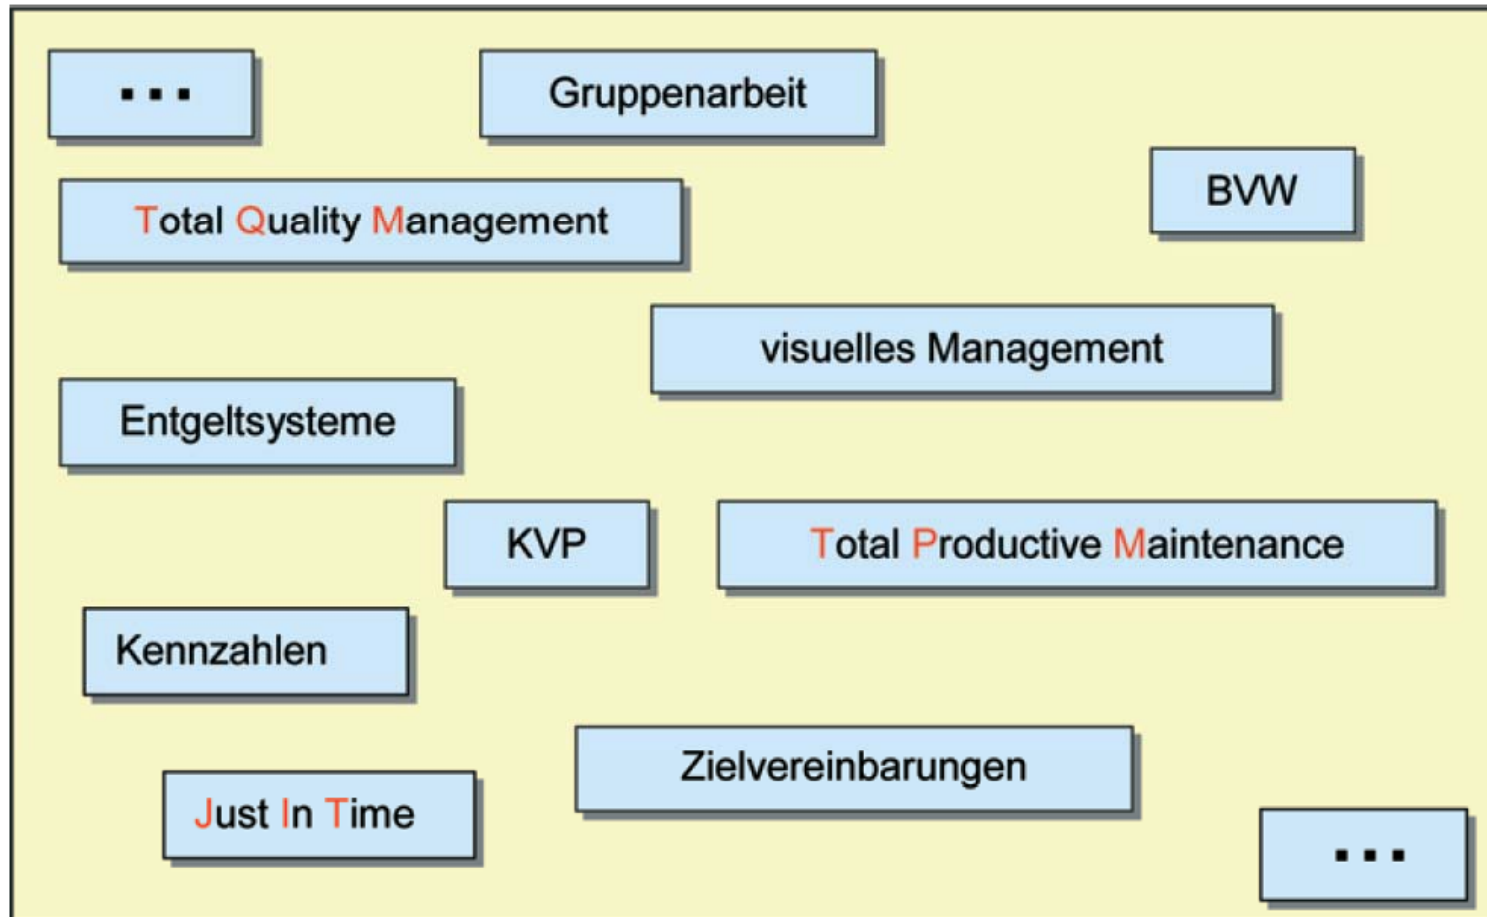 ...
Gruppenarbeit
BVW
Total Quality Management
visuelles Management
Entgeltsysteme
KVP
Total Productive Maintenance
Kennzahlen
Zielvereinbarungen
Just In Time
...